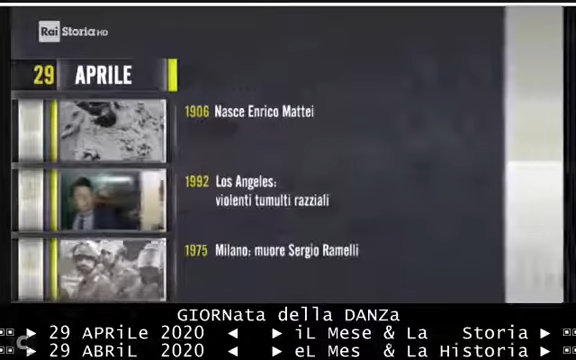 Rai Storia HD
29 APRILE
1906 Nasce Enrico Mattei
1992 Los Angeles:
violenti tumulti razziali
1975 Milano: muore Sergio Ramelli
GIORNata della DANZa
29 APRiLe 2020 ◄ ► iL Mese & La Storia
29 ABRiL 2020 ◄ ► eL Mes & La Historia